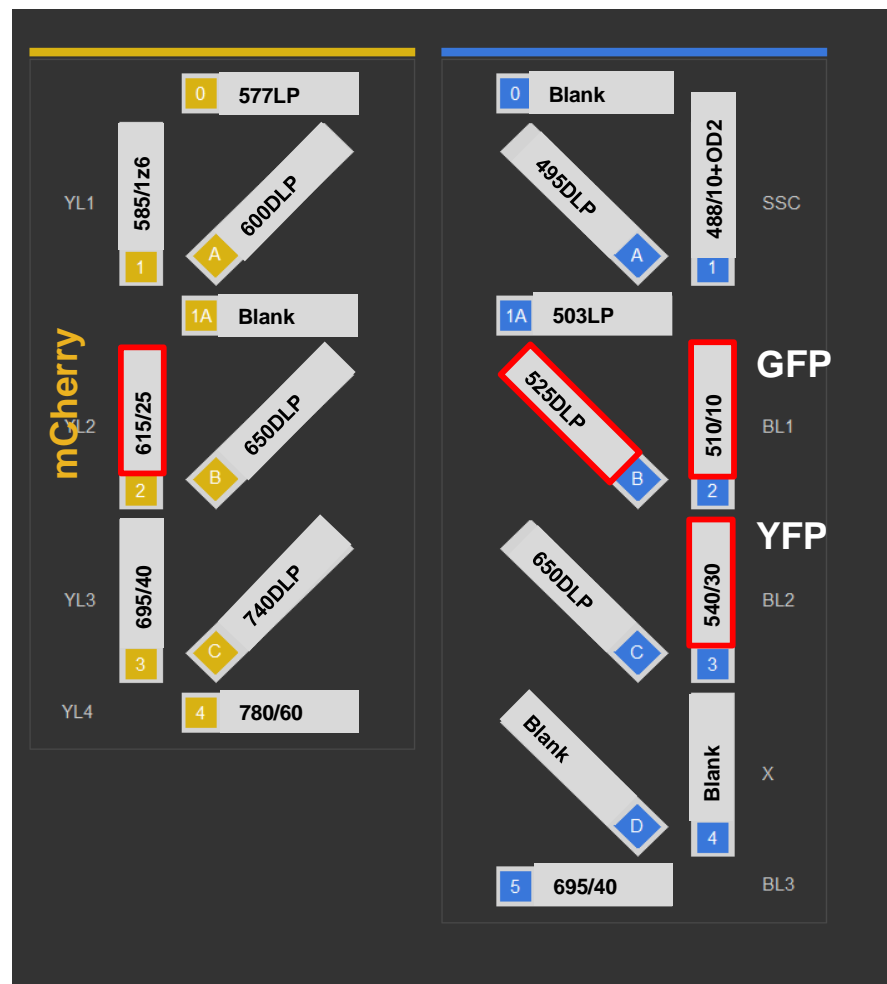 0 577LP
YL1
585/1z6
1
600DLP
A
1A Blank
mCherry
YL2
615/25
2
650DLP
B
YL3
695/40
3
740DLP
C
YL4
4 780/60
0 Blank
495DLP
A
488/10+OD2
1
SSC
1A 503LP
525DLP
B
510/10
2
GFP
BL1
650DLP
C
540/30
3
YFP
BL2
Blank
D
Blank
4
X
5 695/40
BL3